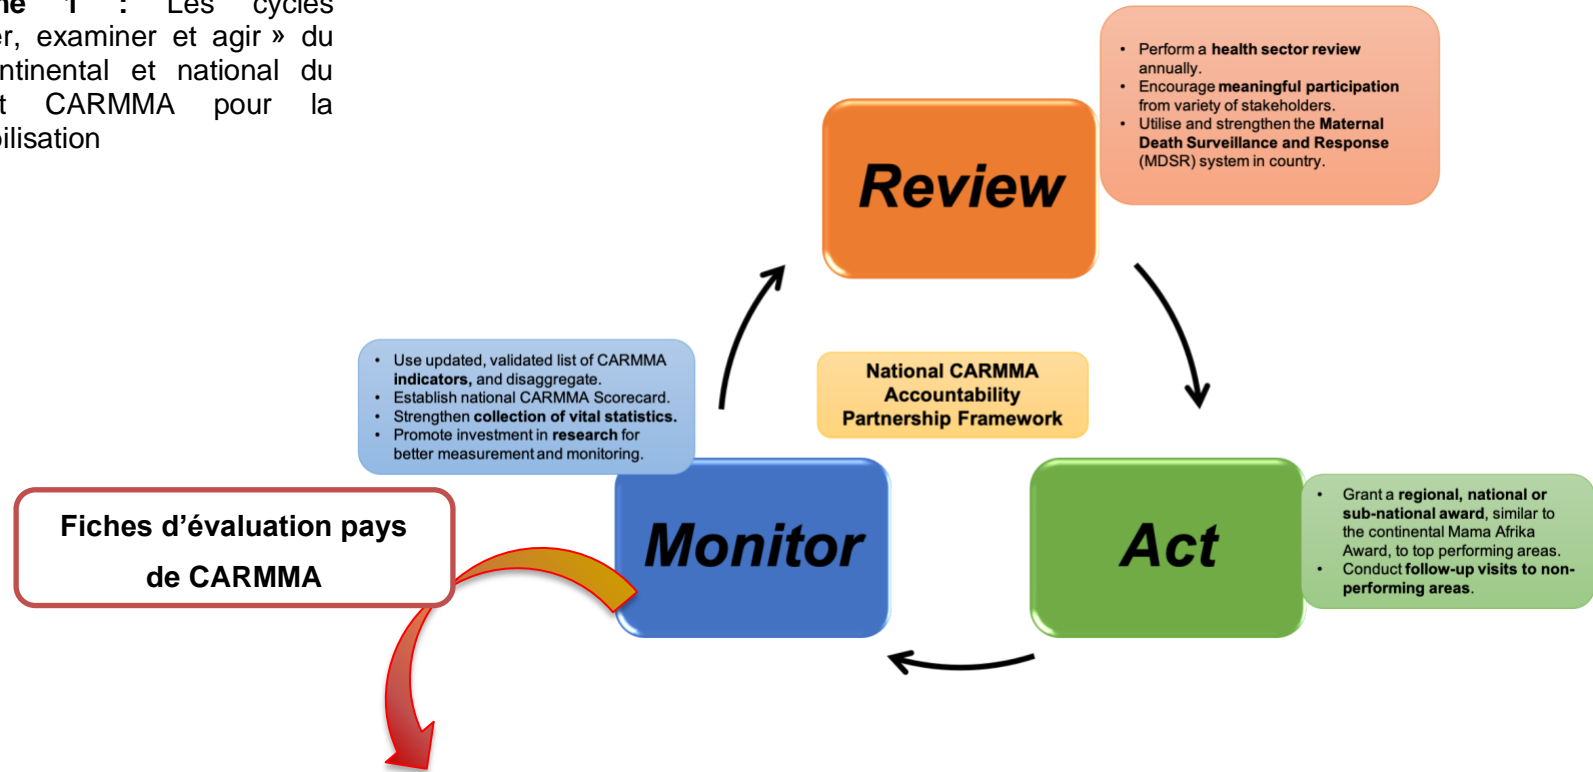 1 : Les cycles
examiner et agir » du
et national du
CARMMA pour la
Review
• Perform a health sector review
annually.
• Encourage meaningful participation
from variety of stakeholders.
• Utilise and strengthen the Maternal
Death Surveillance and Response
(MDSR) system in country.
• Use updated, validated list of CARMMA
indicators, and disaggregate.
• Establish national CARMMA Scorecard.
• Strengthen collection of vital statistics.
• Promote investment in research for
better measurement and monitoring.
National CARMMA
Accountability
Partnership Framework
Fiches d’évaluation pays
de CARMMA
Monitor
Act
• Grant a regional, national or
sub-national award, similar to
the continental Mama Afrika
Award, to top performing areas.
• Conduct follow-up visits to non-
performing areas.